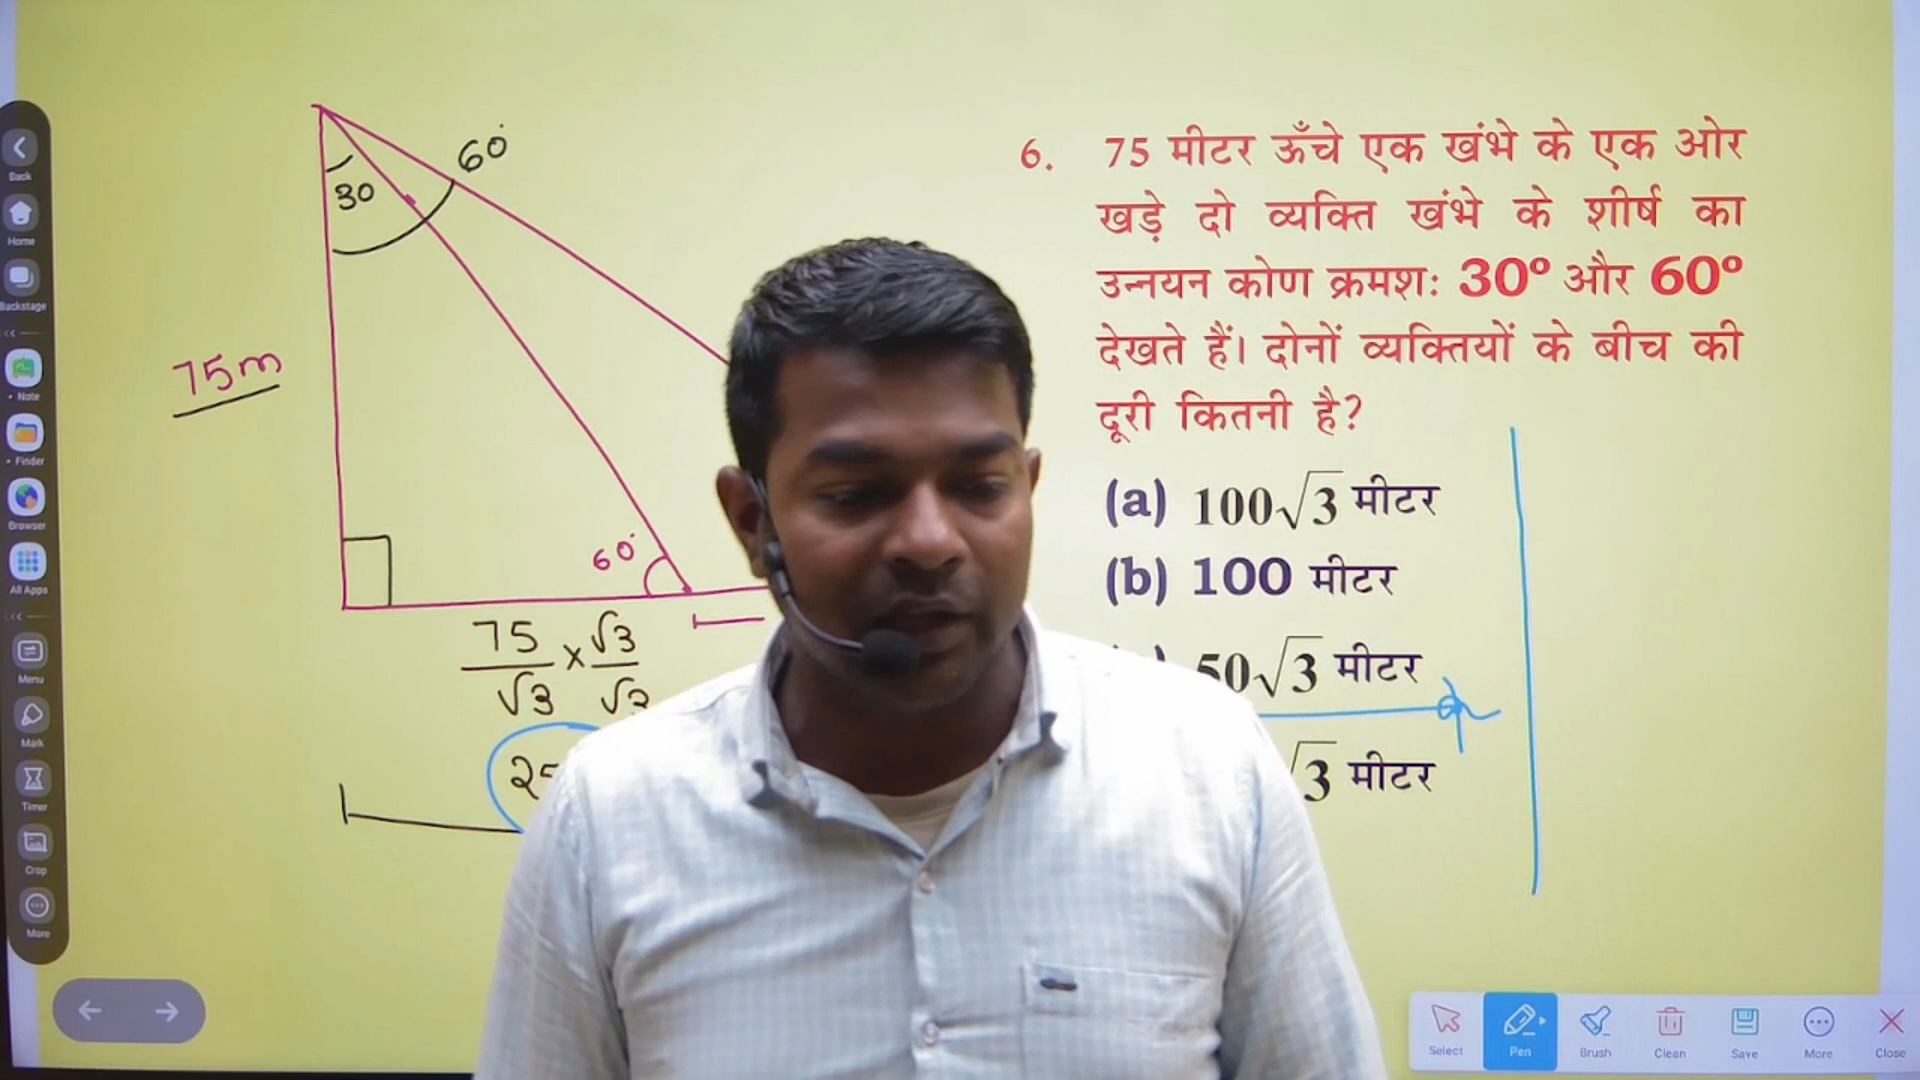 6. 75 मीटर ऊँचे एक खंभे के एक ओर
खड़े दो व्यक्ति खंभे के शीर्ष का
उन्नयन कोण क्रमशः 30º और 60º
देखते हैं। दोनों व्यक्तियों के बीच की
दूरी कितनी है?
(a) 100√3 मीटर
(b) 100 मीटर
50√3 मीटर
√3 मीटर
60°
30
75m
60°
75/√3 × √3/√3
Back
Home
Backstage
Note
Finder
Browser
All Apps
Menu
Mark
Timer
Crop
More
Select
Pen
Brush
Clean
Save
More
Close